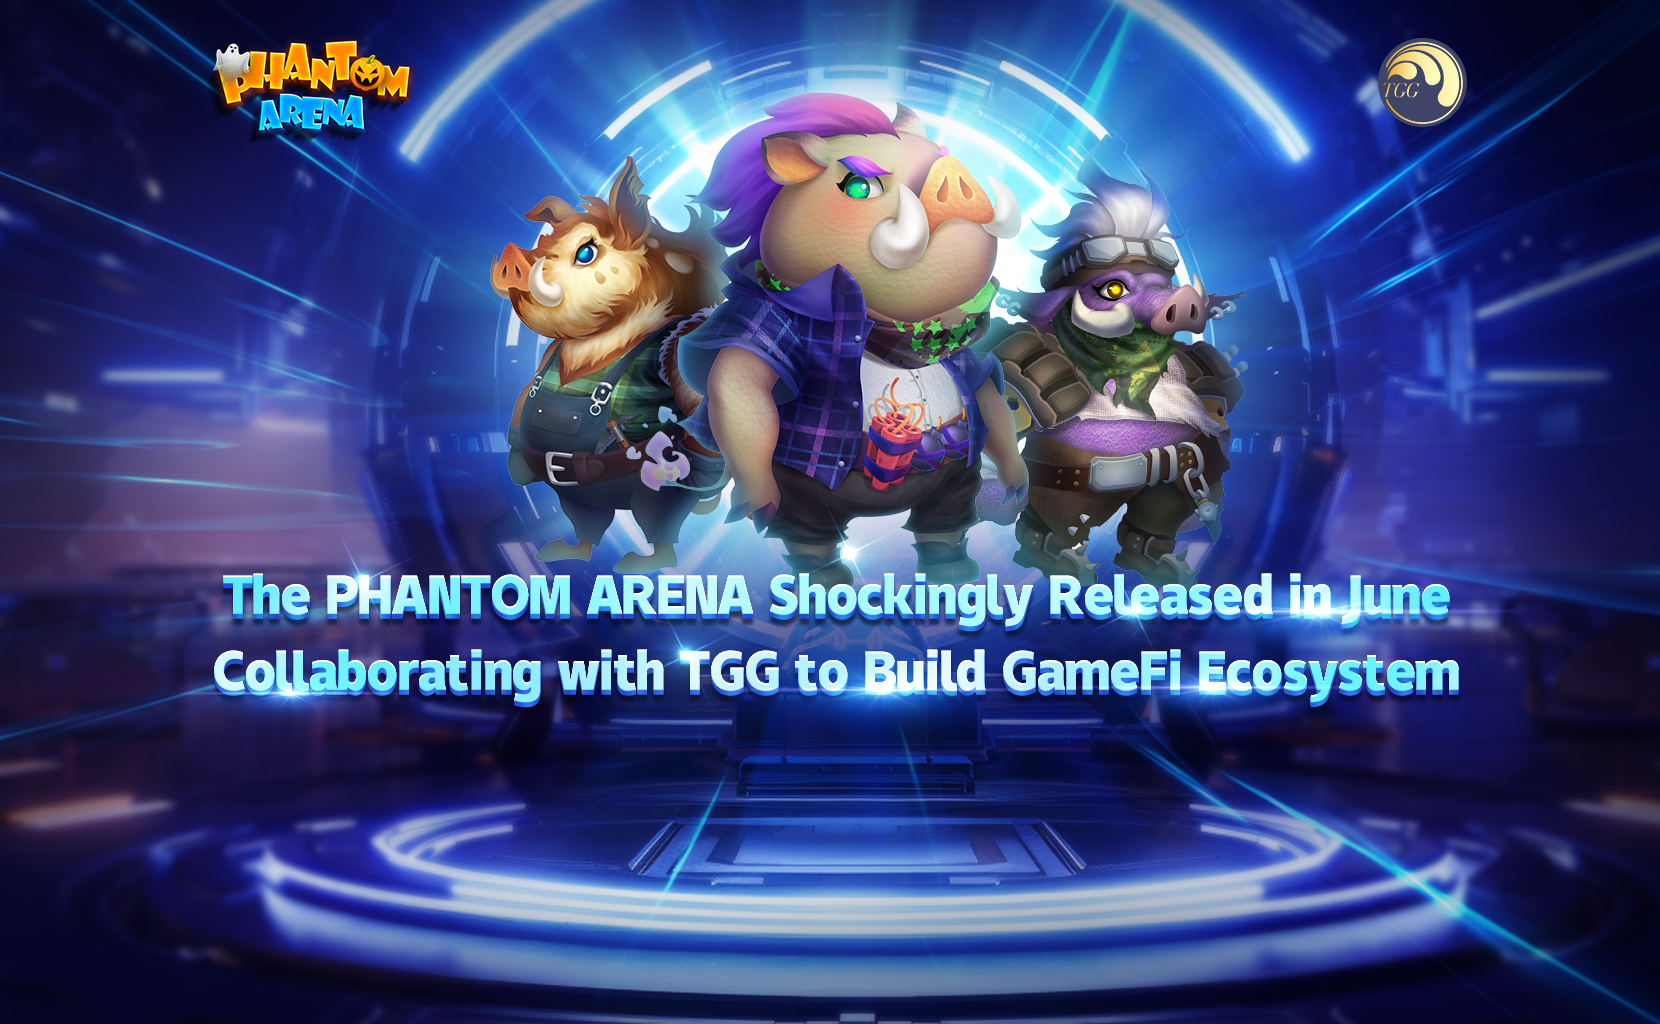 PHANTOM
ARENA
TGG
The PHANTOM ARENA Shockingly Released in June
Collaborating with TGG to Build GameFi Ecosystem